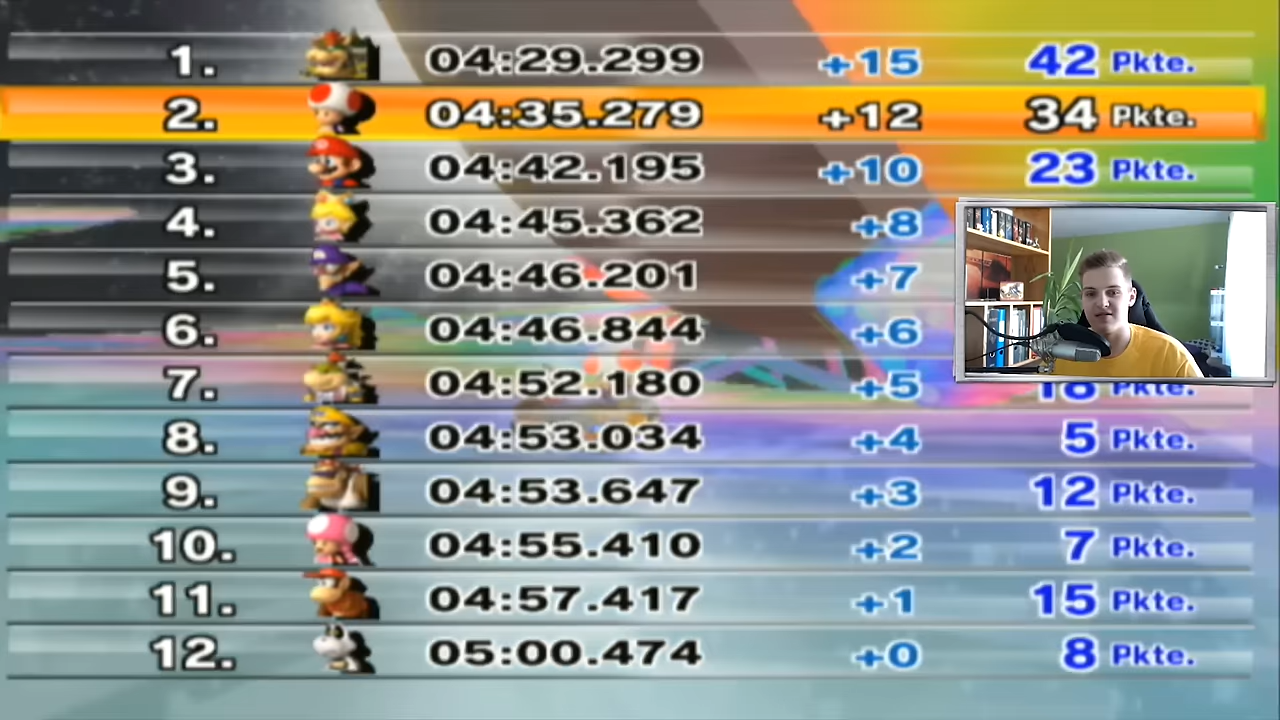 1. 04:29.299 +15 42 Pkte.
2. 04:35.279 +12 34 Pkte.
3. 04:42.195 +10 23 Pkte.
4. 04:45.362 +8
5. 04:46.201 +7
6. 04:46.844 +6
7. 04:52.180 +5 18 Pkte.
8. 04:53.034 +4 5 Pkte.
9. 04:53.647 +3 12 Pkte.
10. 04:55.410 +2 7 Pkte.
11. 04:57.417 +1 15 Pkte.
12. 05:00.474 +0 8 Pkte.